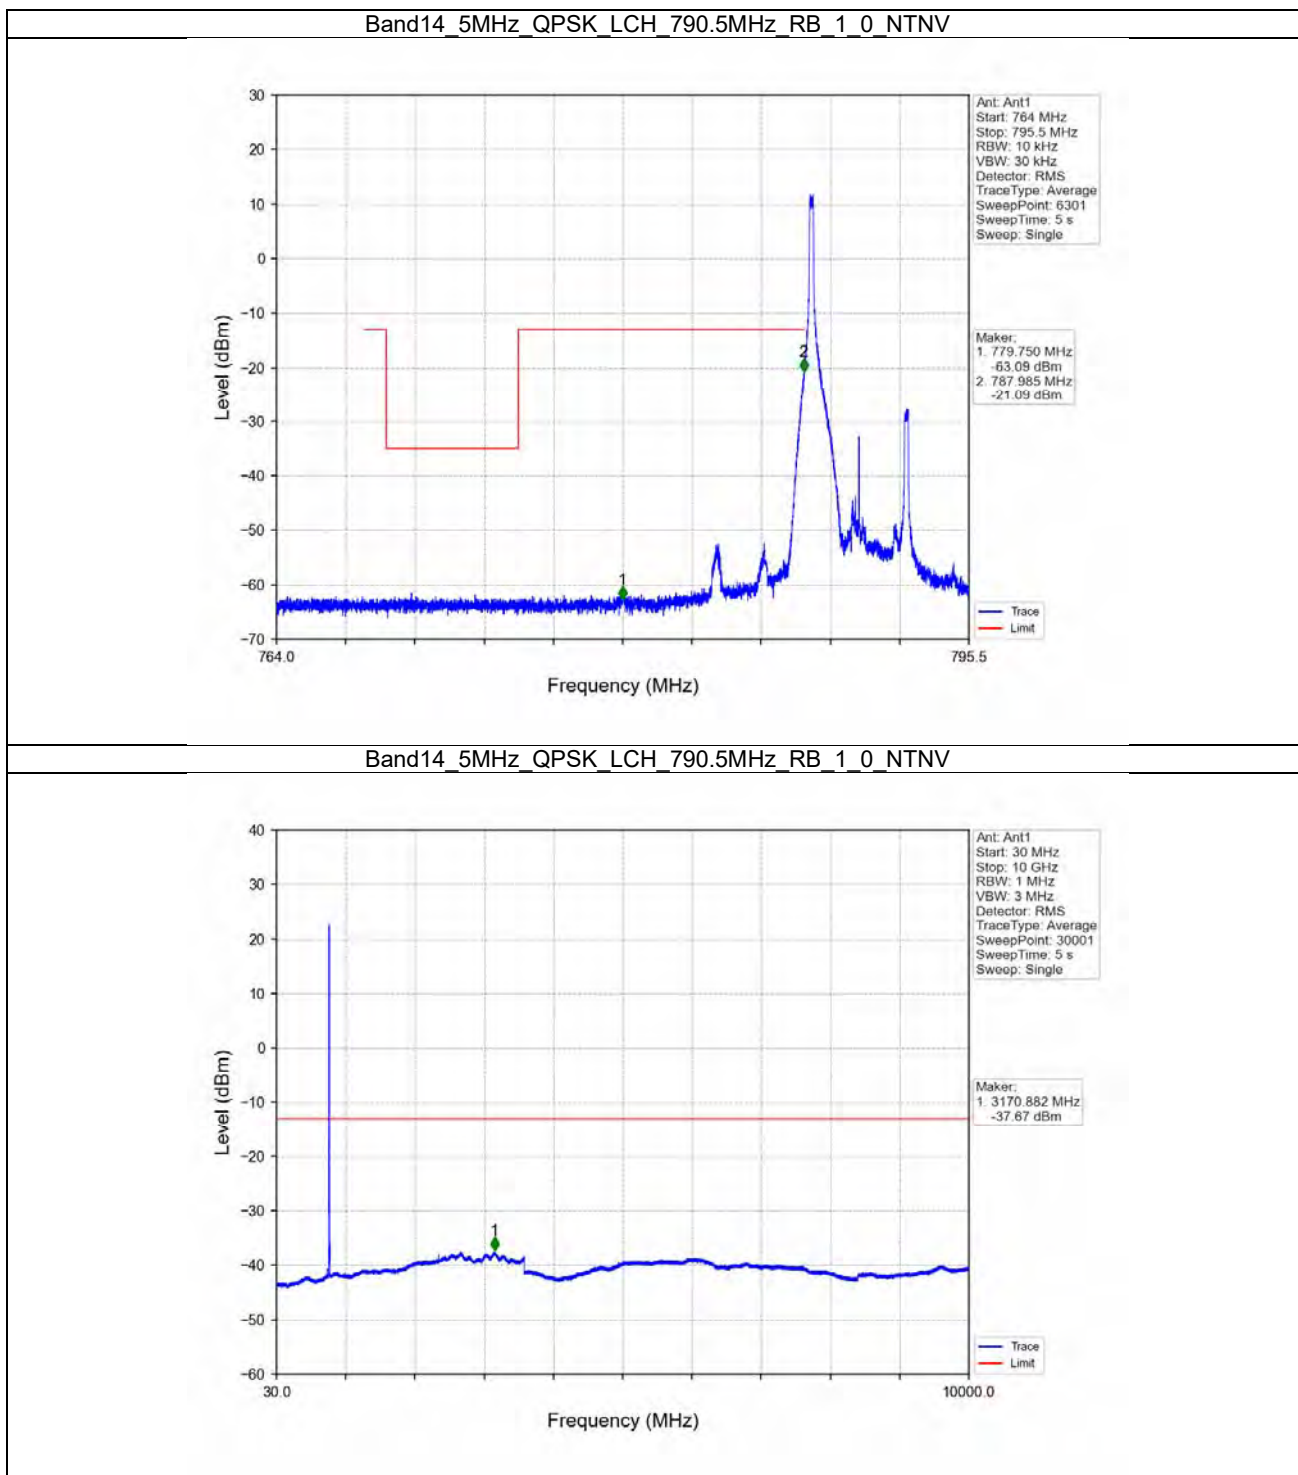 Band14_5MHz_QPSK_LCH_790.5MHz_RB_1_0_NTNV
30
20
10
0
−10
−20
−30
−40
−50
−60
−70
Level (dBm)
764.0
795.5
Frequency (MHz)
1
2
Ant: Ant1
Start: 764 MHz
Stop: 795.5 MHz
RBW: 10 kHz
VBW: 30 kHz
Detector: RMS
TraceType: Average
SweepPoint: 6301
SweepTime: 5 s
Sweep: Single
Maker:
1. 779.750 MHz
-63.09 dBm
2. 787.985 MHz
-21.09 dBm
Trace
Limit
Band14_5MHz_QPSK_LCH_790.5MHz_RB_1_0_NTNV
40
30
20
10
0
−10
−20
−30
−40
−50
−60
Level (dBm)
30.0
10000.0
Frequency (MHz)
1
Ant: Ant1
Start: 30 MHz
Stop: 10 GHz
RBW: 1 MHz
VBW: 3 MHz
Detector: RMS
TraceType: Average
SweepPoint: 30001
SweepTime: 5 s
Sweep: Single
Maker:
1. 3170.882 MHz
-37.67 dBm
Trace
Limit